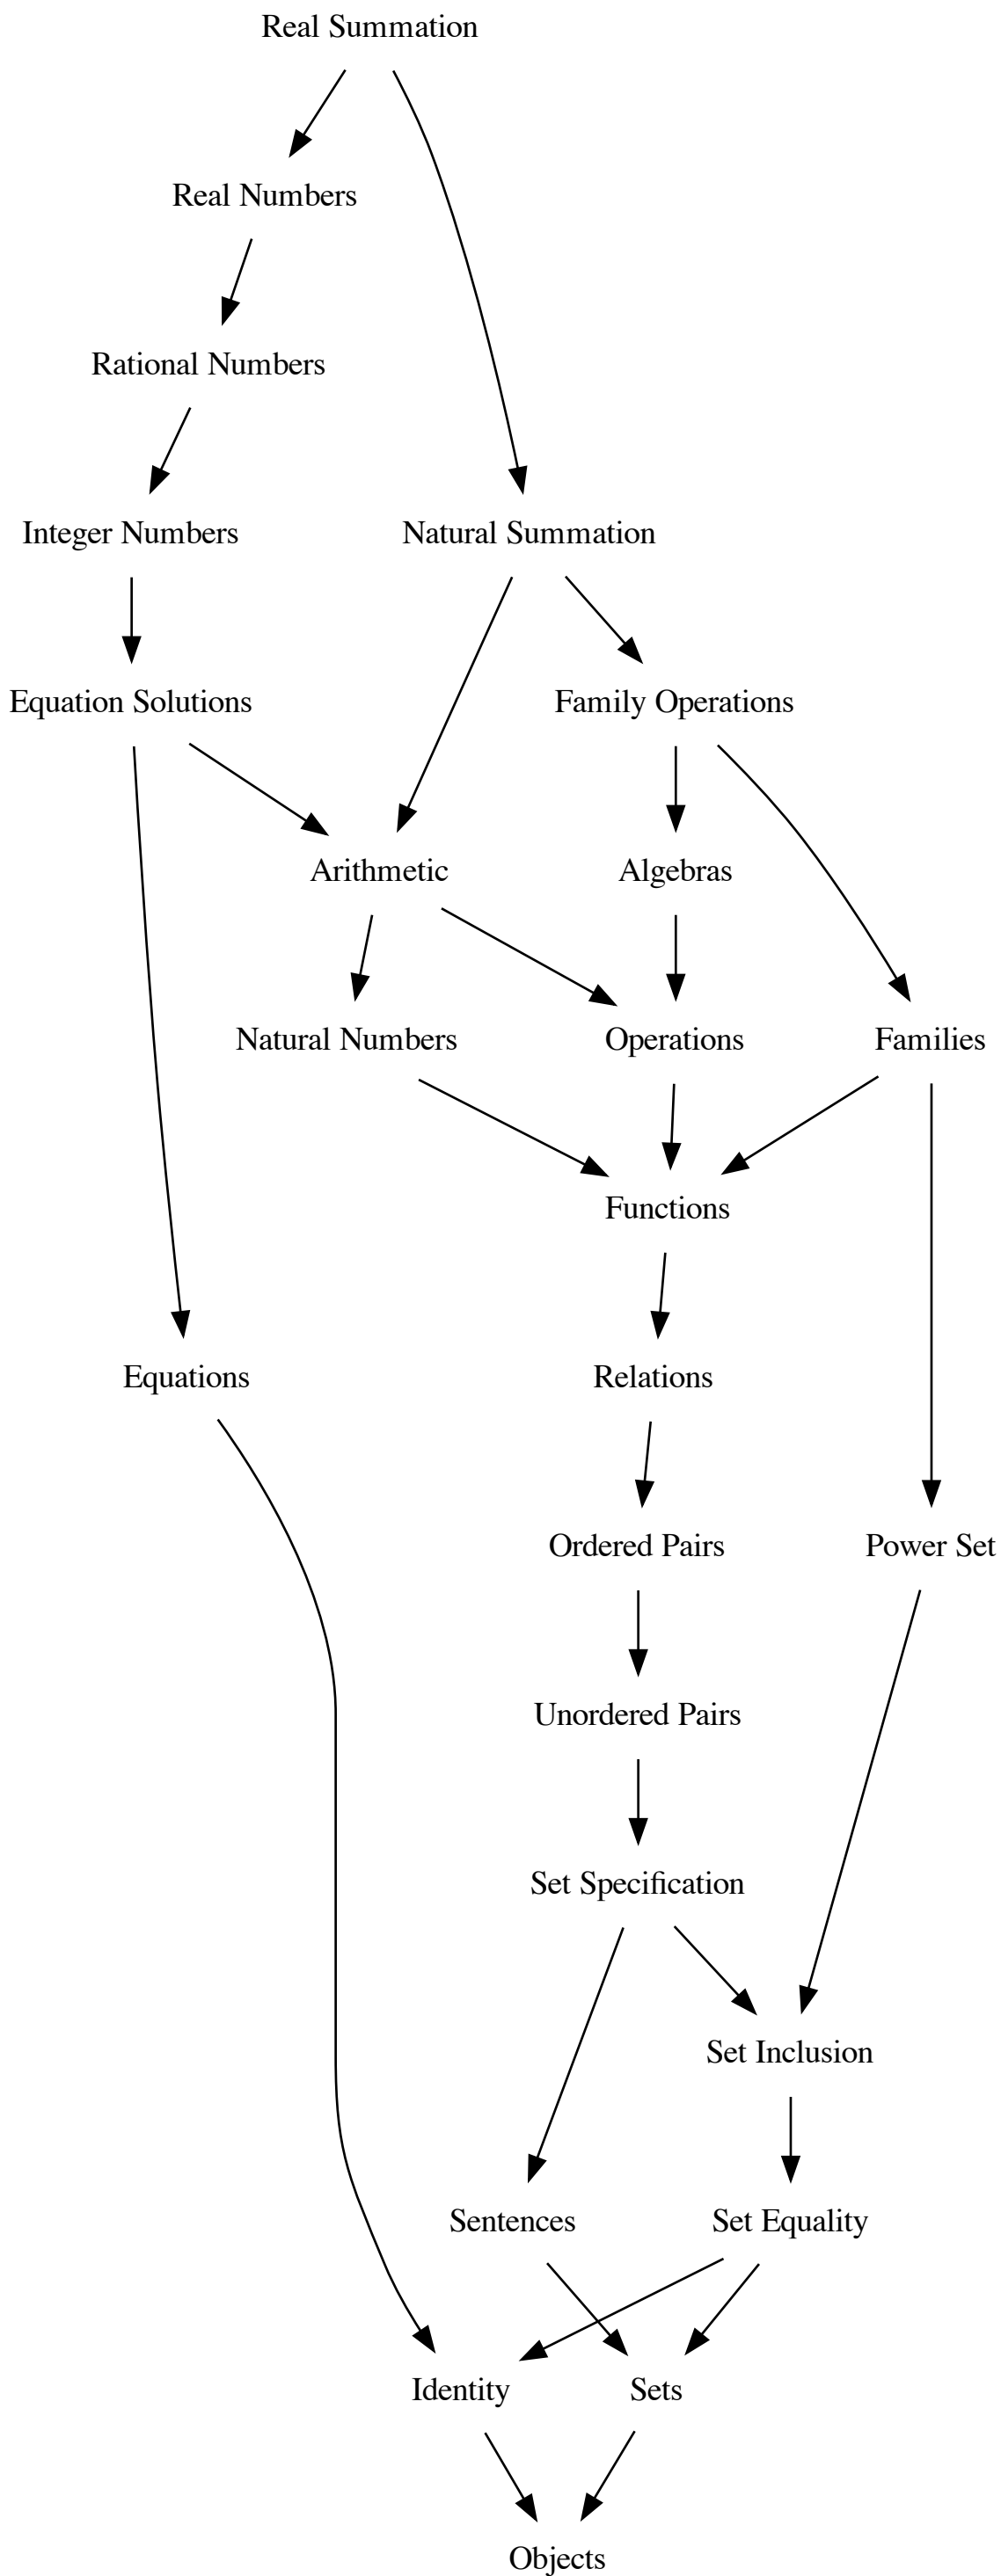 Real Summation
Real Numbers
Rational Numbers
Integer Numbers
Natural Summation
Equation Solutions
Family Operations
Arithmetic
Algebras
Natural Numbers
Operations
Families
Functions
Equations
Relations
Ordered Pairs
Power Set
Unordered Pairs
Set Specification
Set Inclusion
Sentences
Set Equality
Identity
Sets
Objects